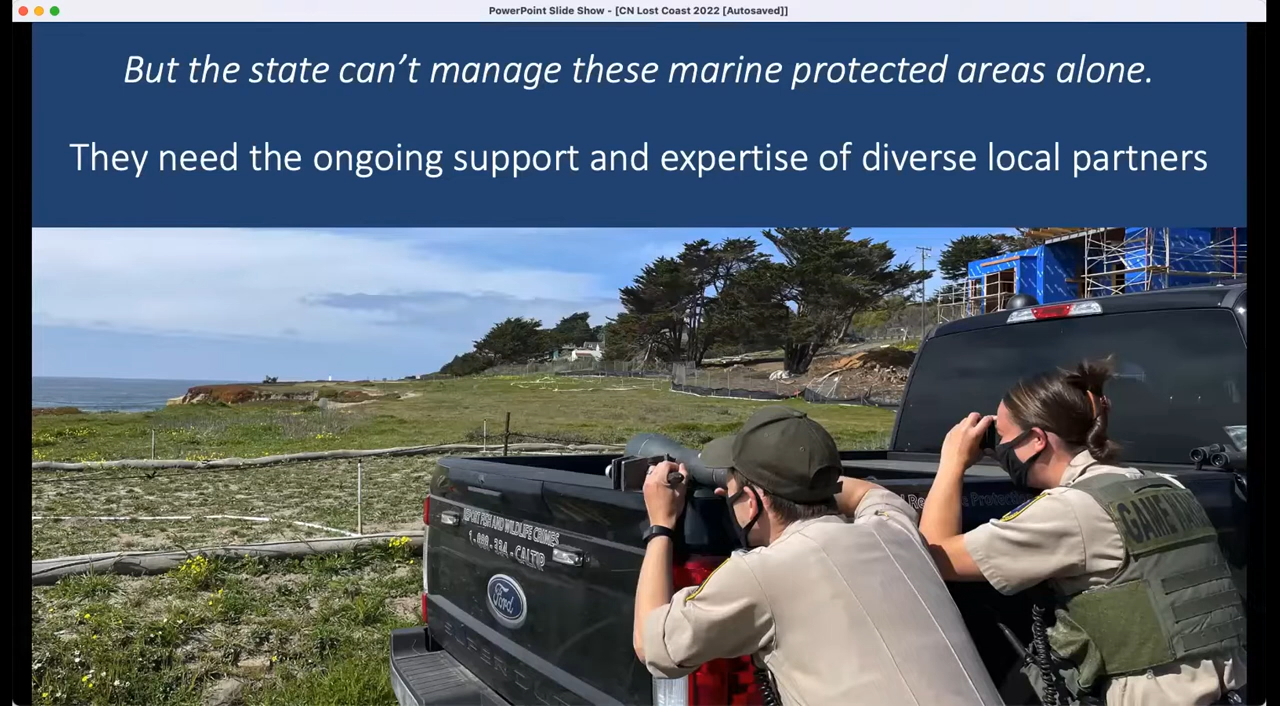 PowerPoint Slide Show - [CN Lost Coast 2022 [Autosaved]]
But the state can’t manage these marine protected areas alone.
They need the ongoing support and expertise of diverse local partners
REPORT FISH AND WILDLIFE CRIMES
1-888-334-CALTIP
Ford
SUPER DU